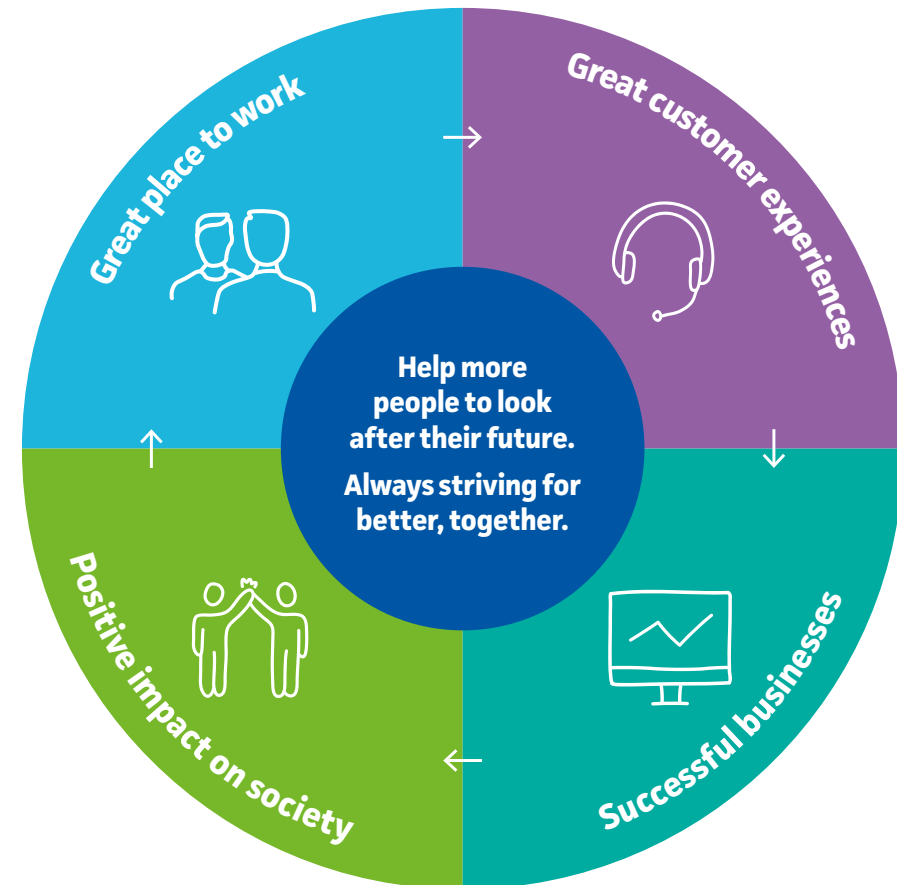 Great place to work
Great customer experiences
Help more
people to look
after their future.
Always striving for
better, together.
Positive impact on society
Successful businesses